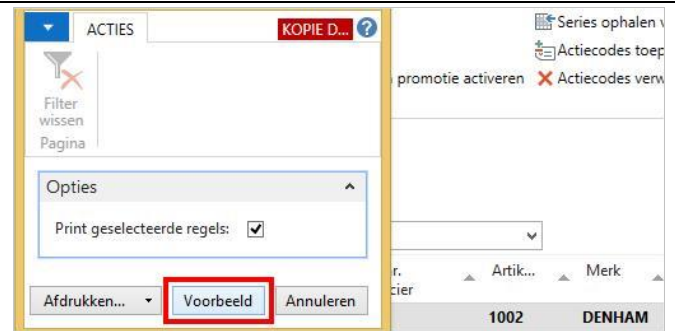 ACTIES
KOPIE D...
Filter
wissen
Pagina
Opties
Print geselecteerde regels:
Afdrukken...
Voorbeeld
Annuleren
Series ophalen
Actiecodes toep
promotie activeren
Actiecodes verw
r.
cier
Artik...
Merk
1002
DENHAM